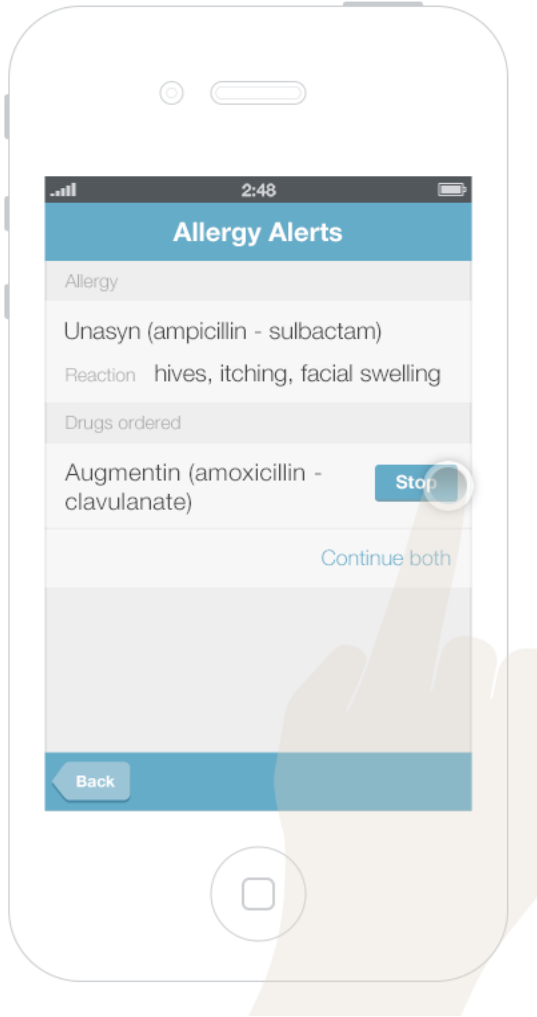 2:48
Allergy Alerts
Allergy
Unasyn (ampicillin - sulbactam)
Reaction hives, itching, facial swelling
Drugs ordered
Augmentin (amoxicillin -
clavulanate)
Stop
Continue both
Back